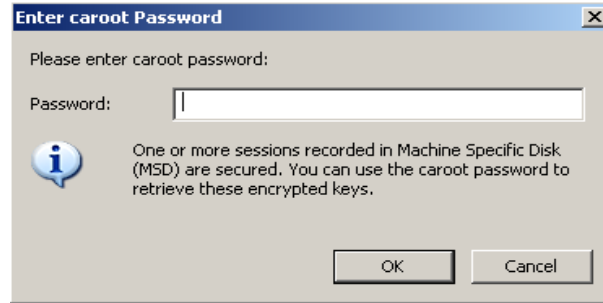 Enter caroot Password
Please enter caroot password:
Password:
One or more sessions recorded in Machine Specific Disk
(MSD) are secured. You can use the caroot password to
retrieve these encrypted keys.
OK Cancel